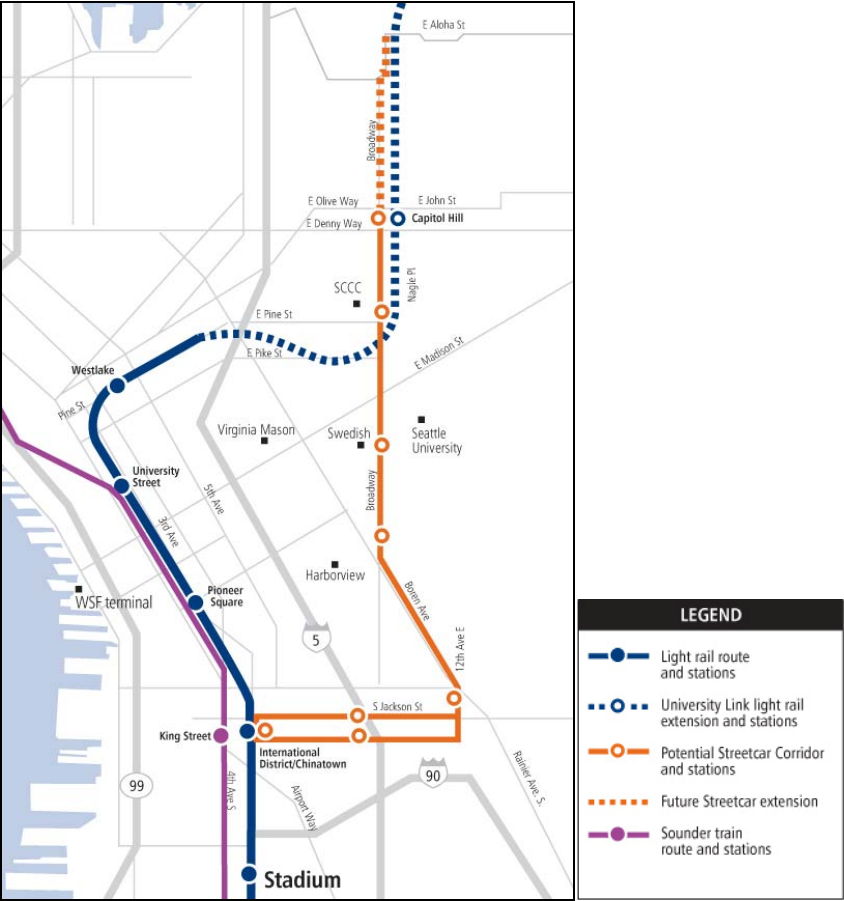 E Aloha St
Broadway
E Olive Way
E John St
E Denny Way
Capitol Hill
SCCC
Nagle Pl
E Pine St
E Pike St
E Madison St
Westlake
Pine St
Virginia Mason
Swedish
Seattle
University
University
Street
Broadway
5th Ave
3rd Ave
Harborview
Boren Ave
WSF terminal
Pioneer
Square
5
12th Ave E
S Jackson St
King Street
International
District/Chinatown
99
4th Ave S
Airport Way
90
Rainier Ave. S.
Stadium
LEGEND
Light rail route
and stations
University Link light rail
extension and stations
Potential Streetcar Corridor
and stations
Future Streetcar extension
Sounder train
route and stations